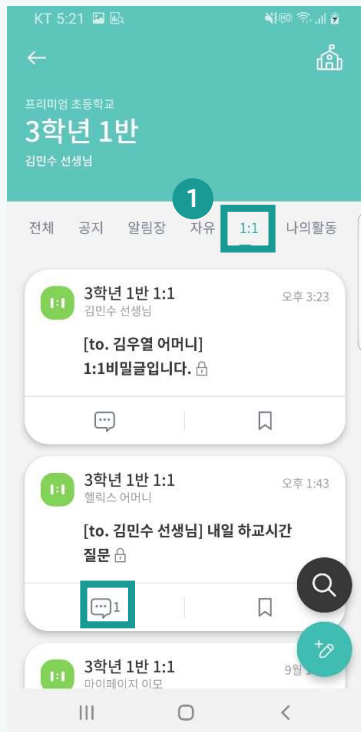 KT 5:21
프리미엄 초등학교
3학년 1반
김민수 선생님
1
전체 공지 알림장 자유 1:1 나의활동
1:1 3학년 1반 1:1 오후 3:23
김민수 선생님
[to. 김우열 어머니]
1:1비밀글입니다.
1:1 3학년 1반 1:1 오후 1:43
헬릭스 어머니
[to. 김민수 선생님] 내일 하교시간
질문
1
1:1 3학년 1반 1:1 9월
마이페이지 이모